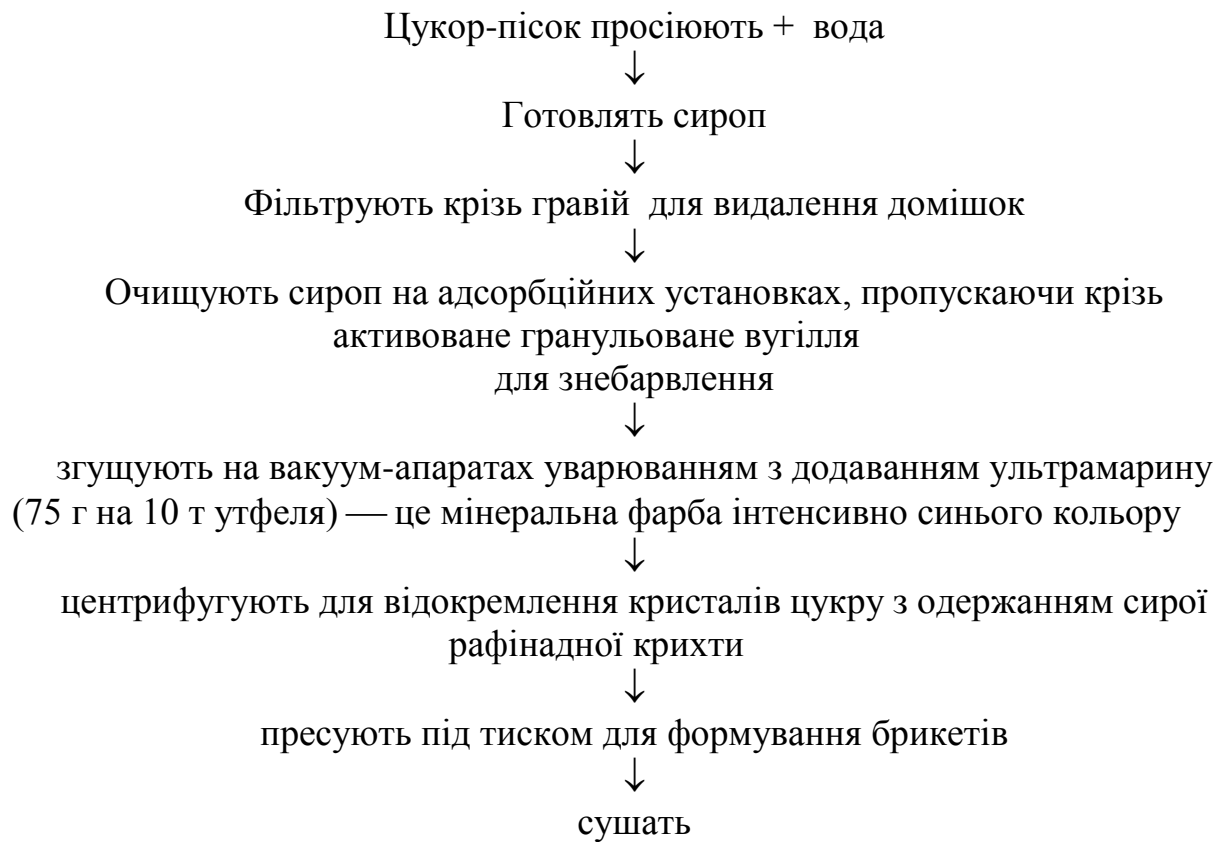 Цукор-пісок просіюють + вода
↓
Готовлять сироп
↓
Фільтрують крізь гравій для видалення домішок
↓
Очищують сироп на адсорбційних установках, пропускаючи крізь
активоване гранульоване вугілля
для знебарвлення
↓
згущують на вакуум-апаратах уварюванням з додаванням ультрамарину
(75 г на 10 т утфеля) — це мінеральна фарба інтенсивно синього кольору
↓
центрифугують для відокремлення кристалів цукру з одержанням сирої
рафінадної крихти
↓
пресують під тиском для формування брикетів
↓
сушать